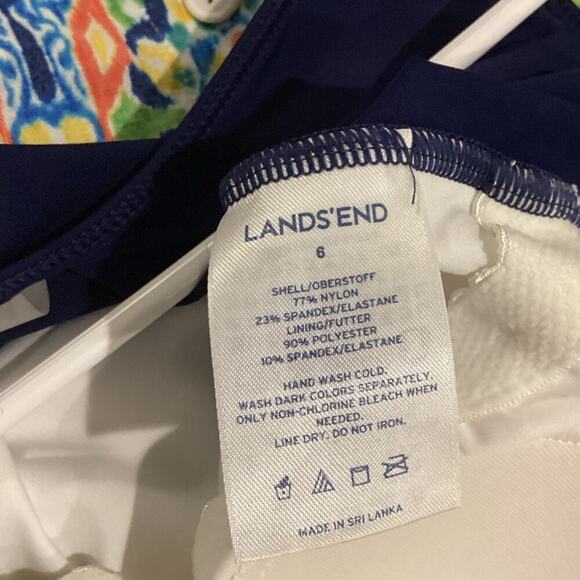 LANDS'END
6
SHELL/OBERSTOFF
77% NYLON
23% SPANDEX/ELASTANE
LINING/FUTTER
90% POLYESTER
10% SPANDEX/ELASTANE
HAND WASH COLD.
WASH DARK COLORS SEPARATELY.
ONLY NON-CHLORINE BLEACH WHEN
NEEDED.
LINE DRY. DO NOT IRON.
MADE IN SRI LANKA